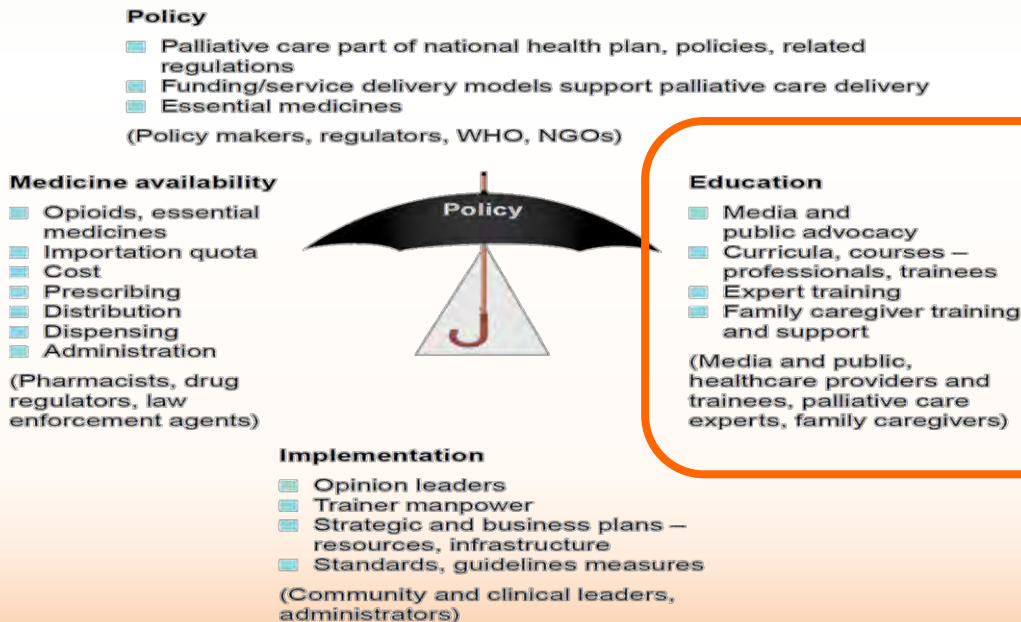 Policy
Palliative care part of national health plan, policies, related
regulations
Funding/service delivery models support palliative care delivery
Essential medicines
(Policy makers, regulators, WHO, NGOs)
Medicine availability
Opioids, essential
medicines
Importation quota
Cost
Prescribing
Distribution
Dispensing
Administration
(Pharmacists, drug
regulators, law
enforcement agents)
Policy
Education
Media and
public advocacy
Curricula, courses –
professionals, trainees
Expert training
Family caregiver training
and support
(Media and public,
healthcare providers and
trainees, palliative care
experts, family caregivers)
Implementation
Opinion leaders
Trainer manpower
Strategic and business plans –
resources, infrastructure
Standards, guidelines measures
(Community and clinical leaders,
administrators)